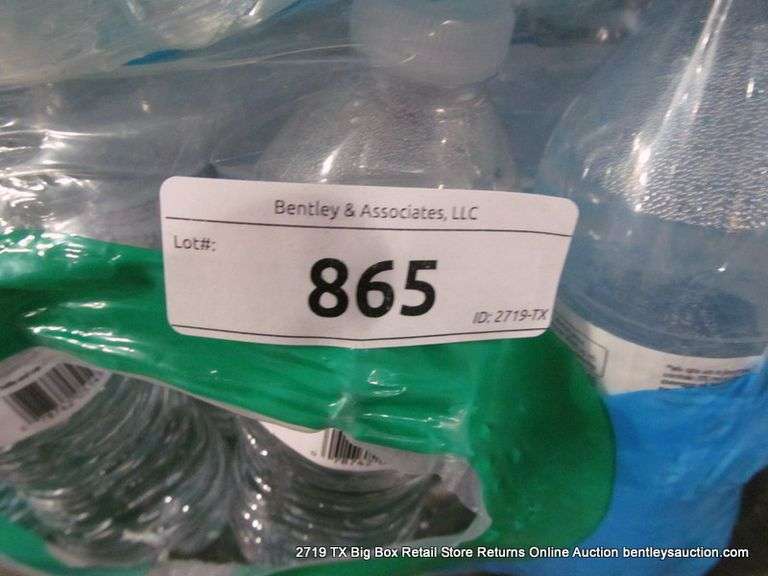 Bentley & Associates, LLC
Lot#:
865
ID: 2719-TX
2719 TX Big Box Retail Store Returns Online Auction bentleysauction.com